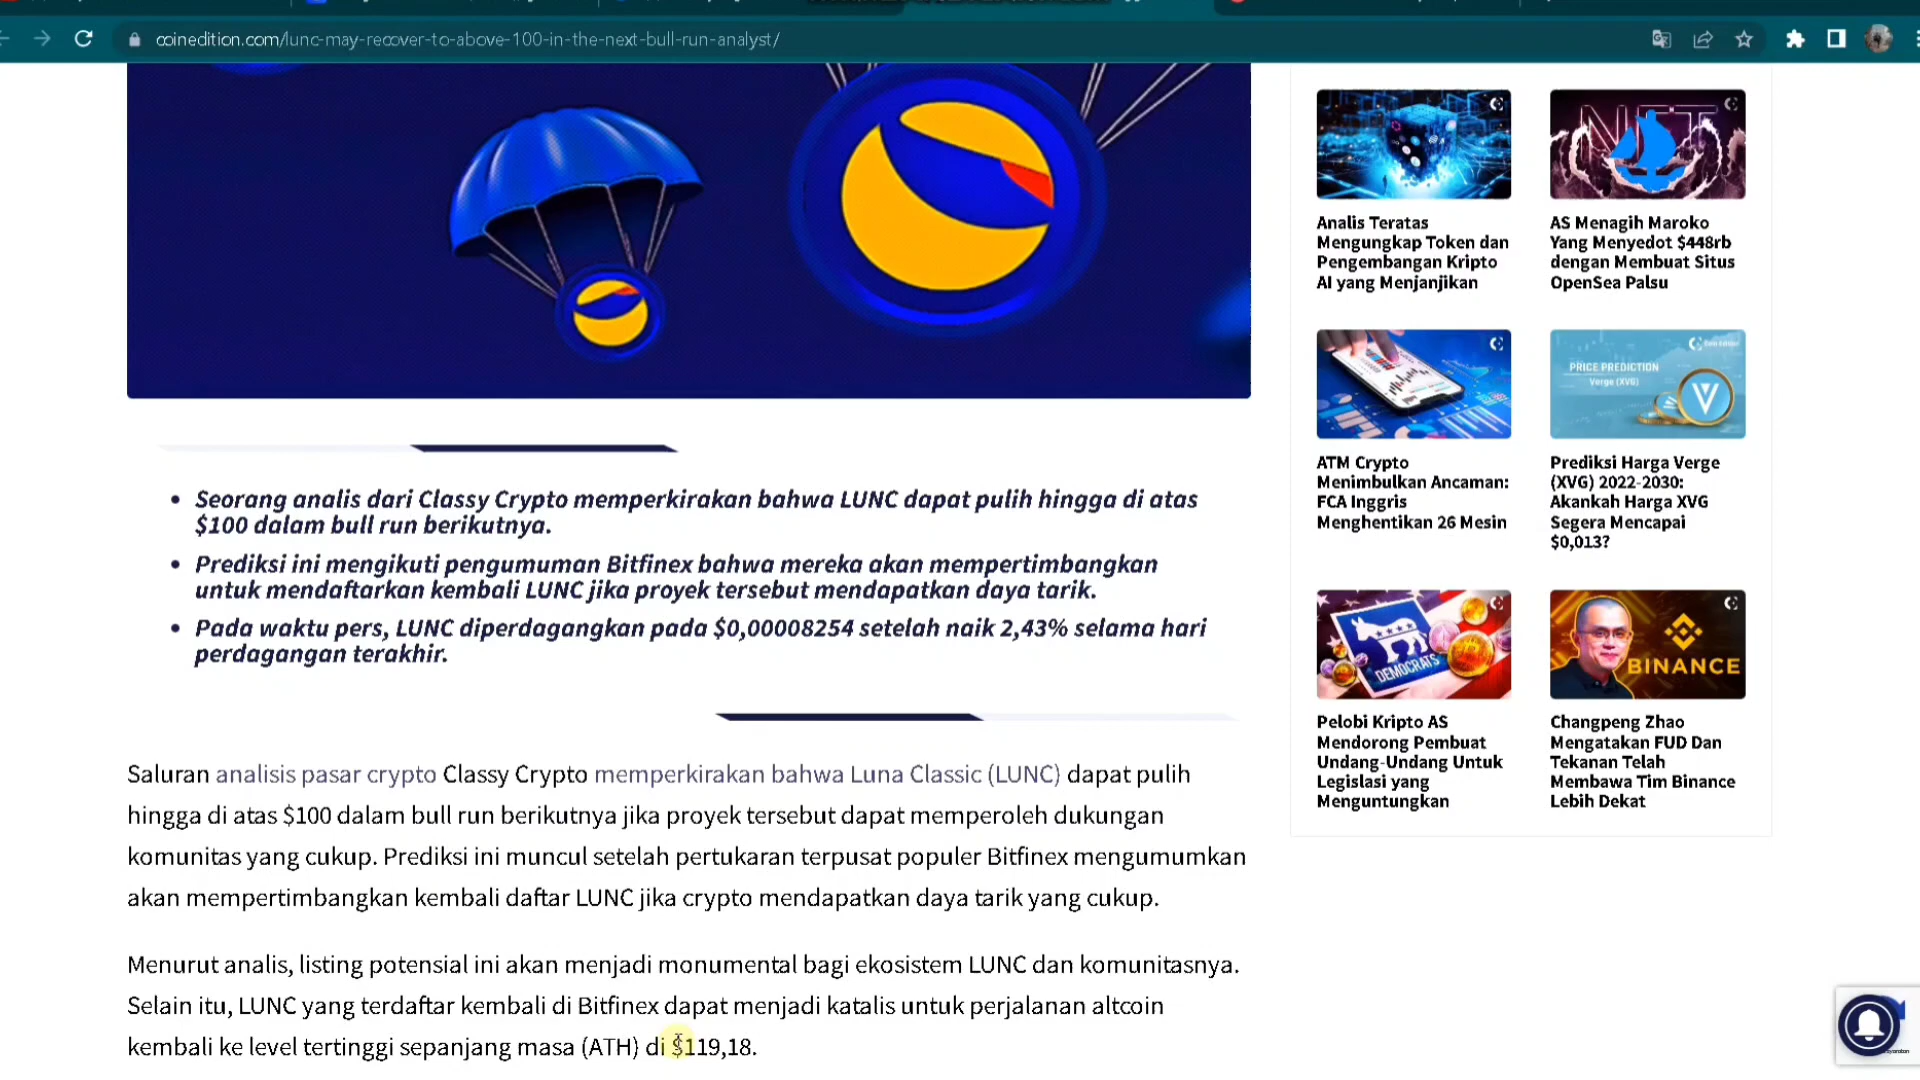 coinedition.com/lunc-may-recover-to-above-100-in-the-next-bull-run-analyst/
Seorang analis dari Classy Crypto memperkirakan bahwa LUNC dapat pulih hingga di atas
$100 dalam bull run berikutnya.
Prediksi ini mengikuti pengumuman Bitfinex bahwa mereka akan mempertimbangkan
untuk mendaftarkan kembali LUNC jika proyek tersebut mendapatkan daya tarik.
Pada waktu pers, LUNC diperdagangkan pada $0,00008254 setelah naik 2,43% selama hari
perdagangan terakhir.
Saluran analisis pasar crypto Classy Crypto memperkirakan bahwa Luna Classic (LUNC) dapat pulih
hingga di atas $100 dalam bull run berikutnya jika proyek tersebut dapat memperoleh dukungan
komunitas yang cukup. Prediksi ini muncul setelah pertukaran terpusat populer Bitfinex mengumumkan
akan mempertimbangkan kembali daftar LUNC jika crypto mendapatkan daya tarik yang cukup.
Menurut analis, listing potensial ini akan menjadi monumental bagi ekosistem LUNC dan komunitasnya.
Selain itu, LUNC yang terdaftar kembali di Bitfinex dapat menjadi katalis untuk perjalanan altcoin
kembali ke level tertinggi sepanjang masa (ATH) di $119,18.
Analis Teratas
Mengungkap Token dan
Pengembangan Kripto
AI yang Menjanjikan
NFT
AS Menagih Maroko
Yang Menyedot $448rb
dengan Membuat Situs
OpenSea Palsu
ATM Crypto
Menimbulkan Ancaman:
FCA Inggris
Menghentikan 26 Mesin
PRICE PREDICTION
Verge (XVG)
Prediksi Harga Verge
(XVG) 2022-2030:
Akankah Harga XVG
Segera Mencapai
$0,013?
DEMOCRATS
Pelobi Kripto AS
Mendorong Pembuat
Undang-Undang Untuk
Legislasi yang
Menguntungkan
BINANCE
Changpeng Zhao
Mengatakan FUD Dan
Tekanan Telah
Membawa Tim Binance
Lebih Dekat